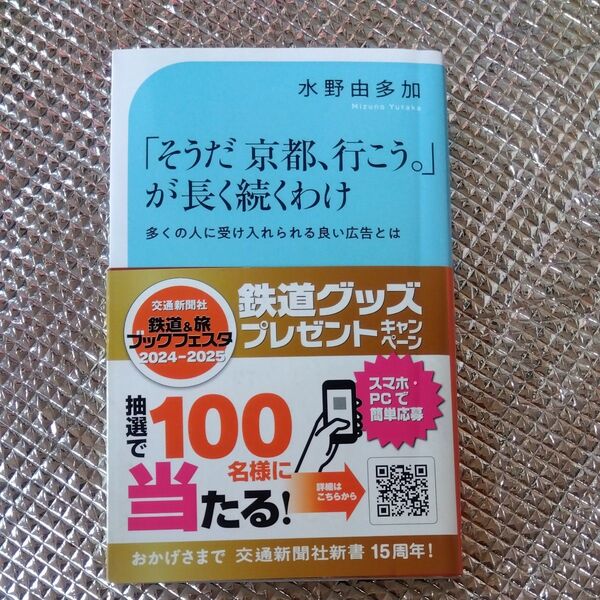 水野由多加
Mizuno Yutaka
「そうだ 京都、行こう。」
が長く続くわけ
多くの人に受け入れられる良い広告とは
交通新聞社
鉄道&旅
ブックフェスタ
2024-2025
鉄道グッズ
プレゼントキャンペーン
スマホ・
PCで
簡単応募
抽選で
100
名様に
当たる!
詳細は
こちらから
おかげさまで 交通新聞社新書 15周年!